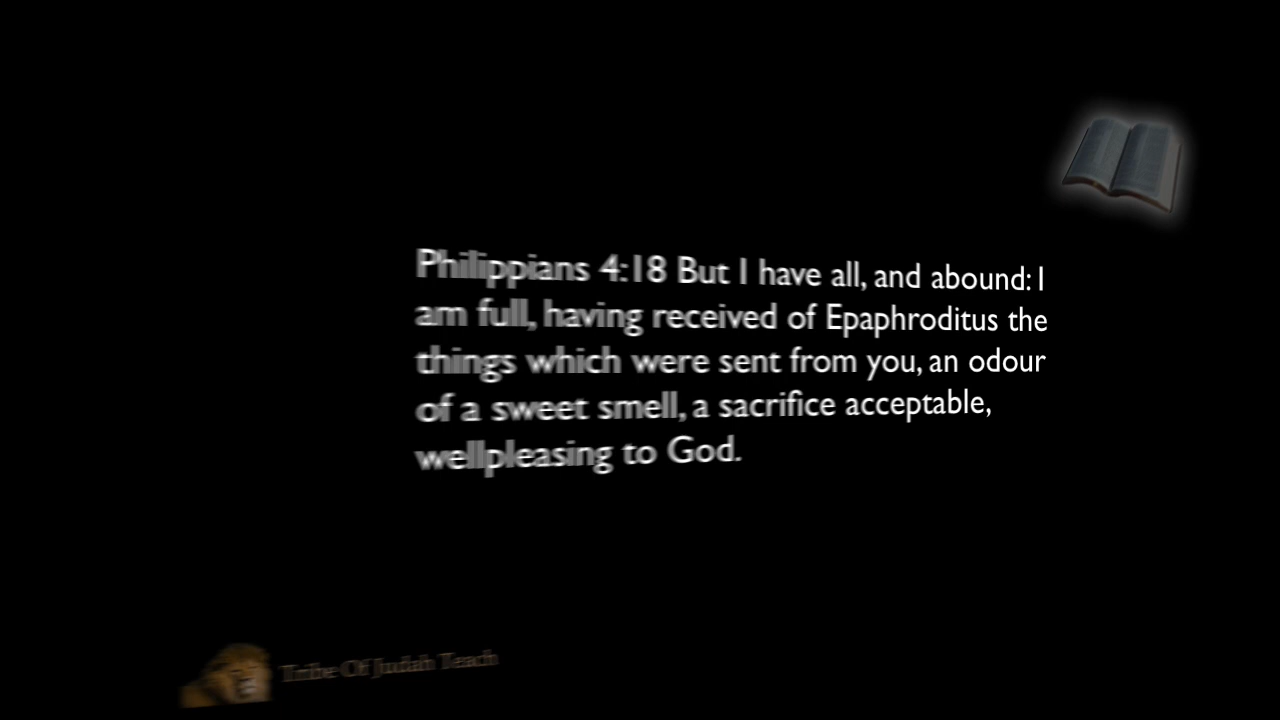 Philippians 4:18 But I have all, and abound: I
am full, having received of Epaphroditus the
things which were sent from you, an odour
of a sweet smell, a sacrifice acceptable,
wellpleasing to God.
Tribe Of Judah Teach